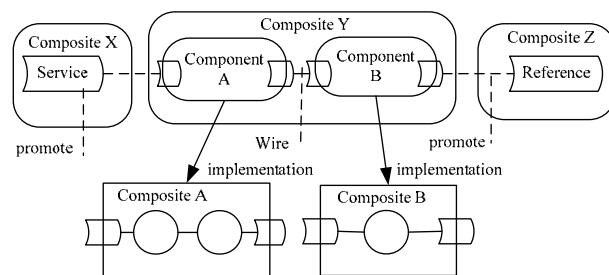 Composite X
Composite Y
Composite Z
Service
Component
A
Component
B
Reference
promote
Wire
promote
implementation
implementation
Composite A
Composite B